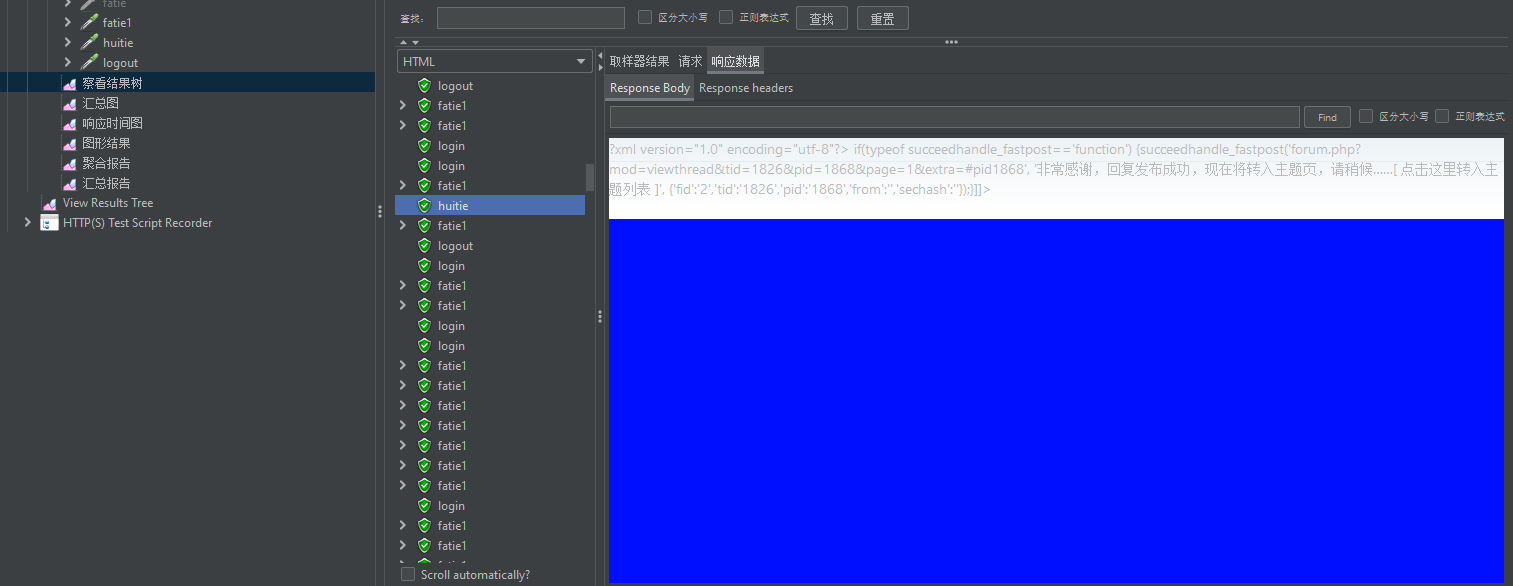 fatie
fatie1
huitie
logout
察看结果树
汇总图
响应时间图
图形结果
聚合报告
汇总报告
View Results Tree
HTTP(S) Test Script Recorder
查找: 区分大小写 正则表达式 查找 重置
HTML
logout
fatie1
fatie1
login
login
fatie1
huitie
fatie1
logout
login
fatie1
fatie1
login
login
fatie1
fatie1
fatie1
fatie1
fatie1
fatie1
fatie1
login
fatie1
fatie1
fatie1
Scroll automatically?
取样器结果 请求 响应数据
Response Body Response headers
Find 区分大小写 正则表达式
?xml version="1.0" encoding="utf-8"?> if(typeof succeedhandle_fastpost=='function') {succeedhandle_fastpost('forum.php?
mod=viewthread&tid=1826&pid=1868&page=1&extra=#pid1868', '非常感谢，回复发布成功，现在将转入主题页，请稍候……[ 点击这里转入主
题列表 ]', {'fid':'2','tid':'1826','pid':'1868','from':'','sechash':''});}]]>